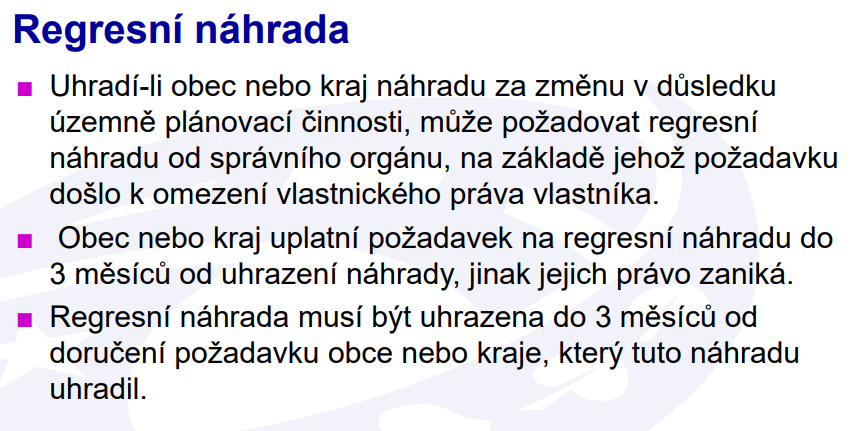 Regresní náhrada
■ Uhradí-li obec nebo kraj náhradu za změnu v důsledku
územně plánovací činnosti, může požadovat regresní
náhradu od správního orgánu, na základě jehož požadavku
došlo k omezení vlastnického práva vlastníka.
■ Obec nebo kraj uplatní požadavek na regresní náhradu do
3 měsíců od uhrazení náhrady, jinak jejich právo zaniká.
■ Regresní náhrada musí být uhrazena do 3 měsíců od
doručení požadavku obce nebo kraje, který tuto náhradu
uhradil.